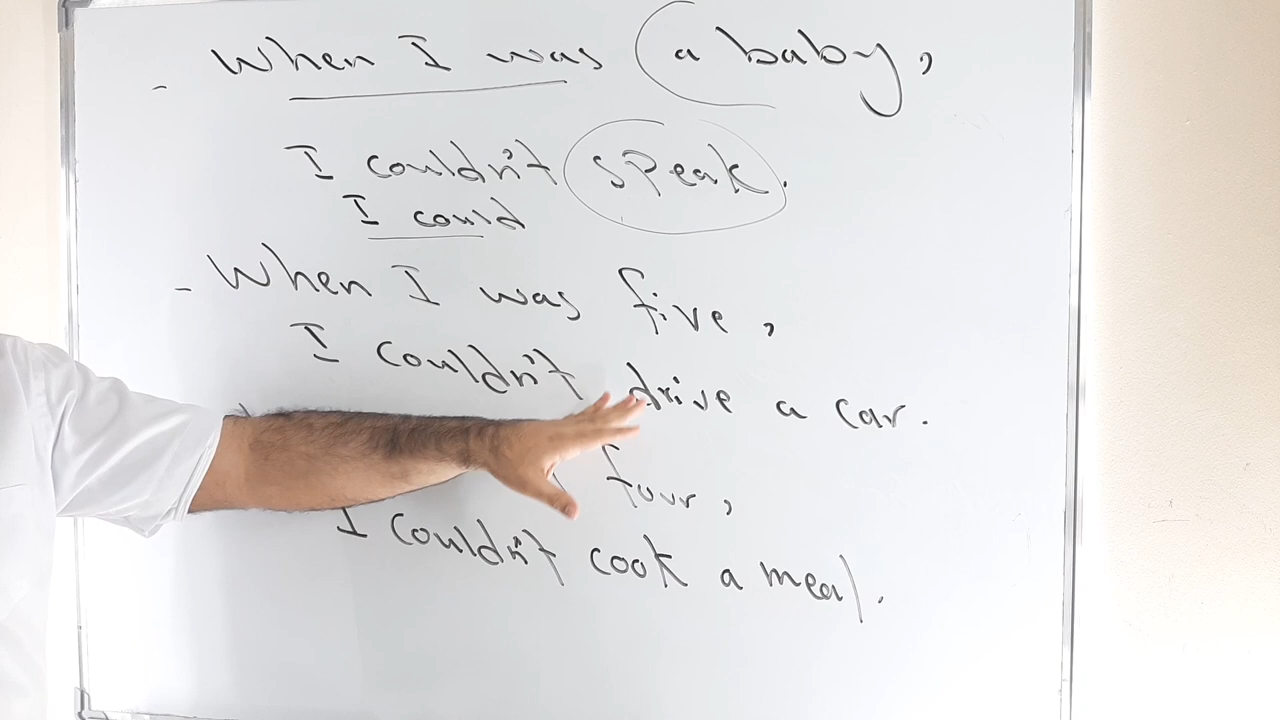 - When I was a baby,
I couldn't speak.
I could
- When I was five,
I couldn't drive a car.
four,
I couldn't cook a meal.